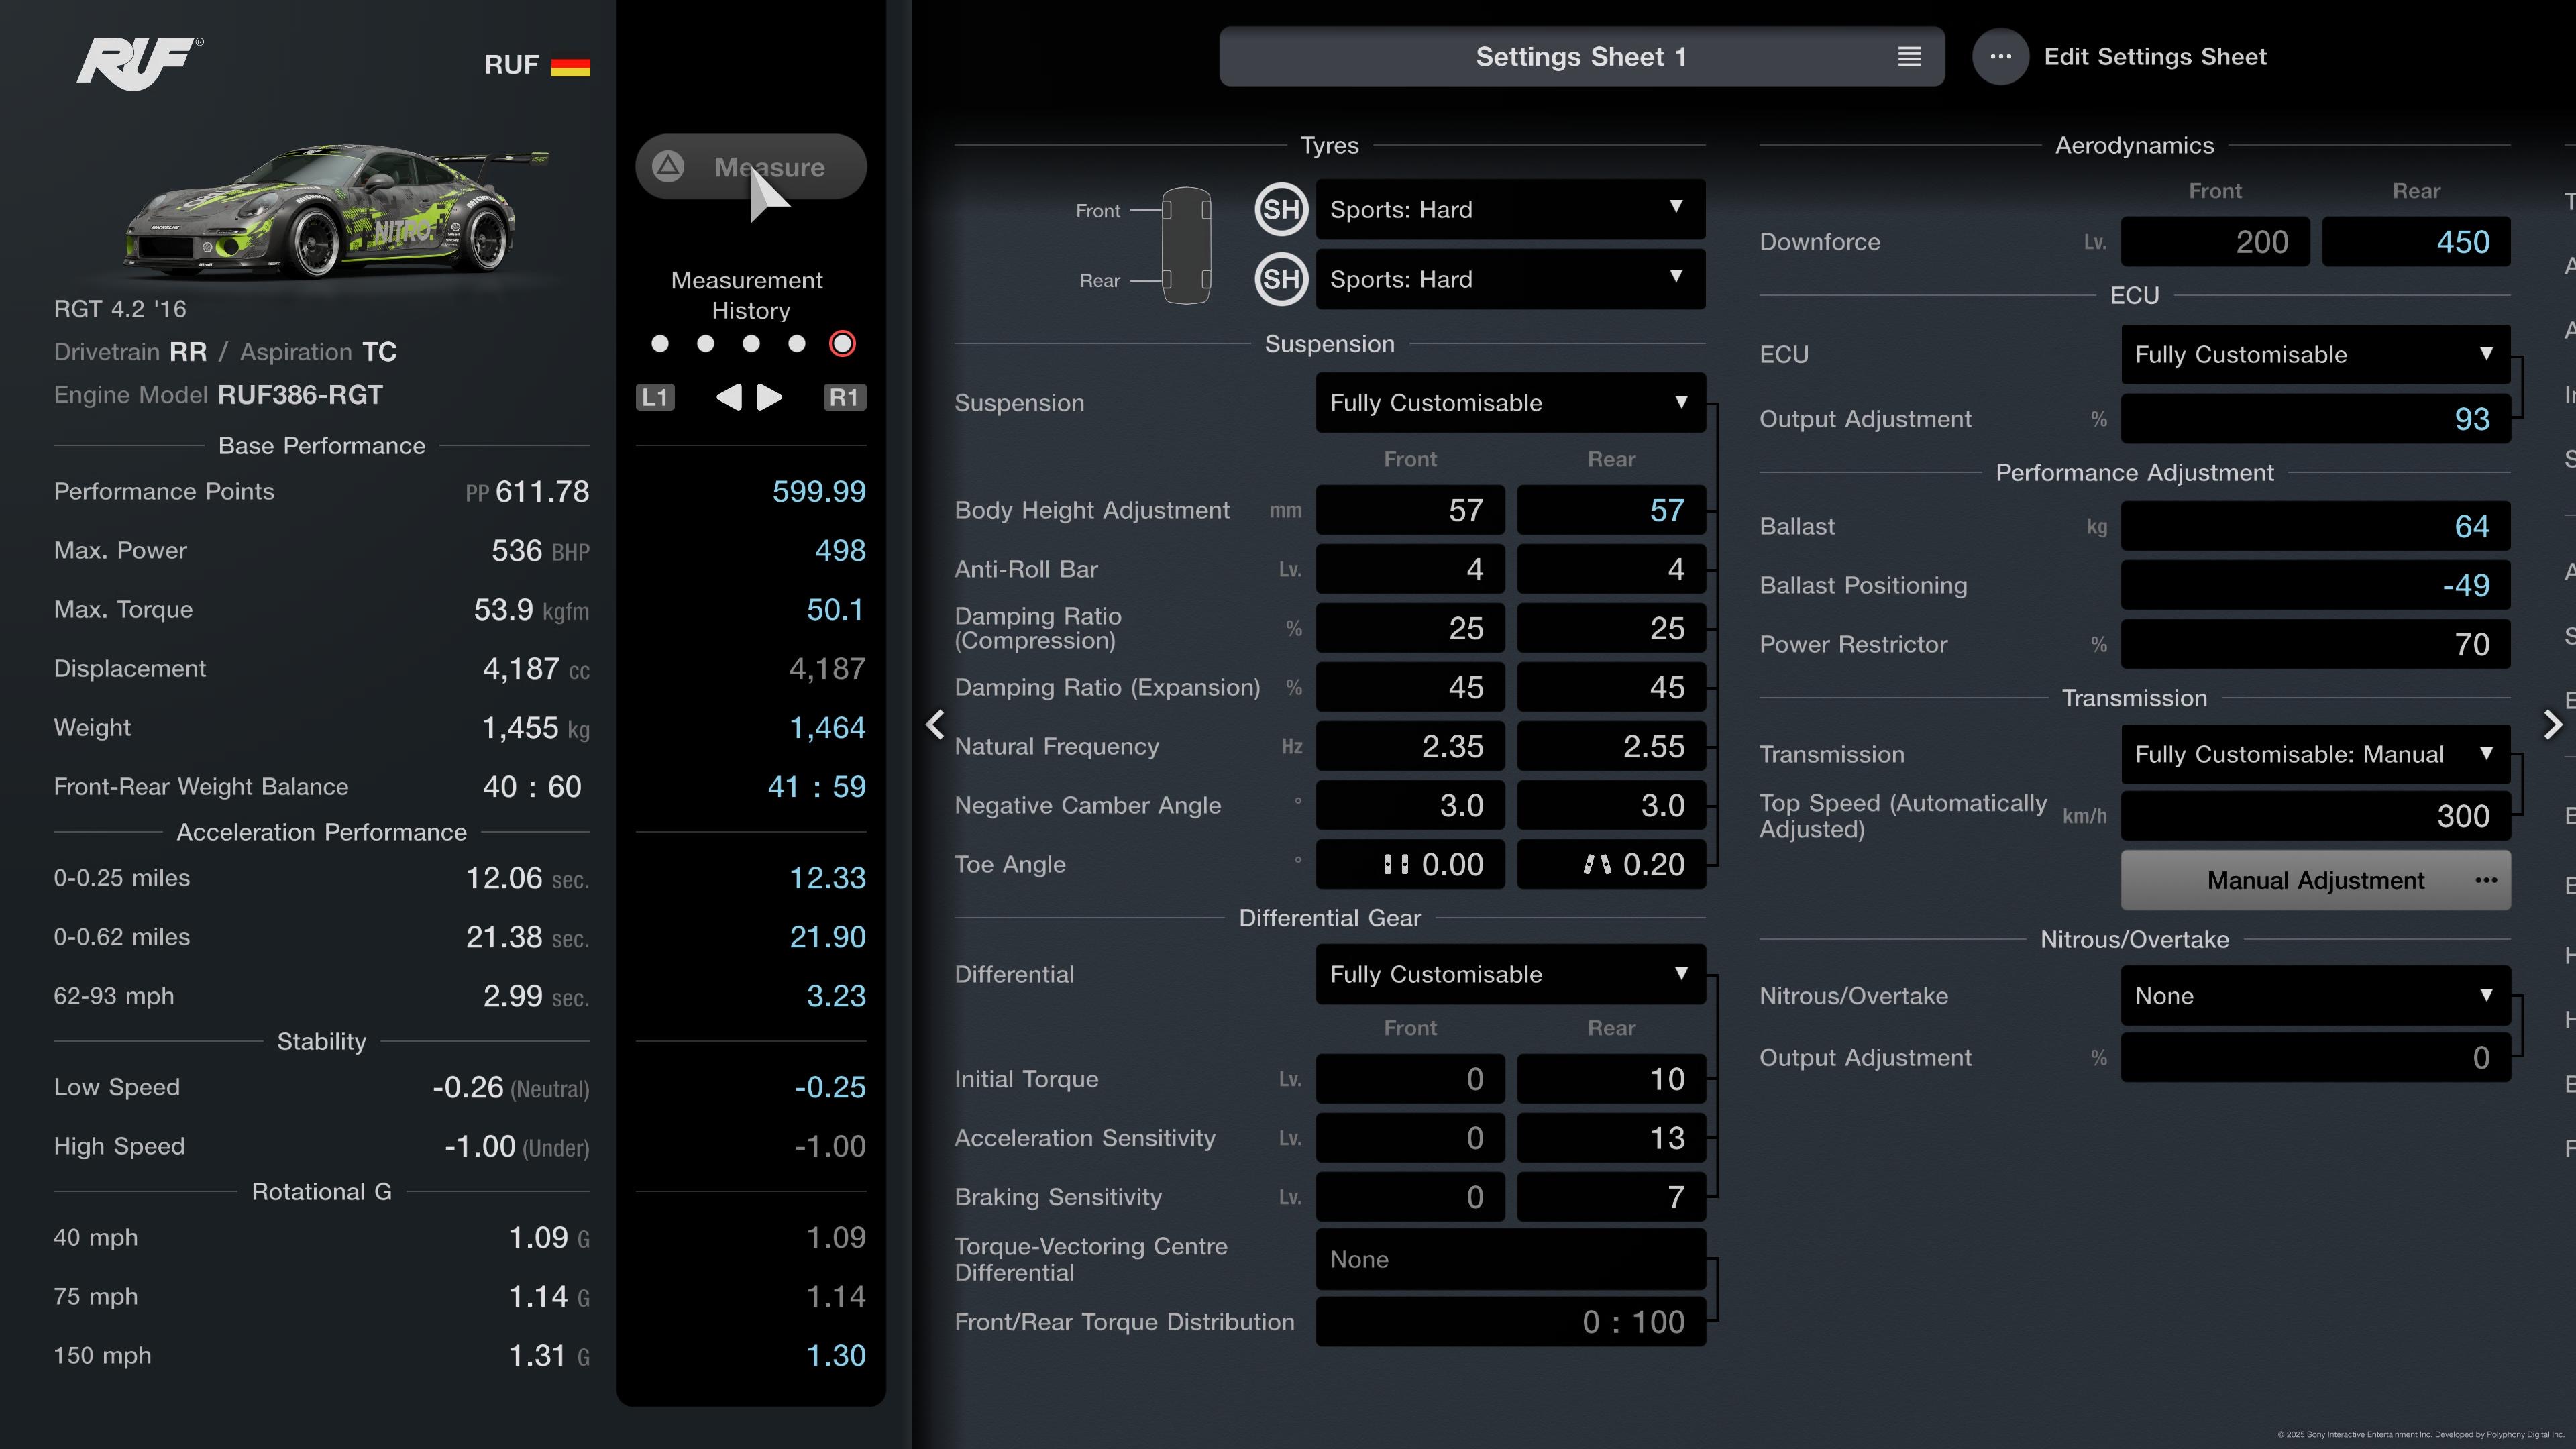 RUF®
RUF
RGT 4.2 '16
Drivetrain RR / Aspiration TC
Engine Model RUF386-RGT
Base Performance
Performance Points PP 611.78
Max. Power 536 BHP
Max. Torque 53.9 kgfm
Displacement 4,187 cc
Weight 1,455 kg
Front-Rear Weight Balance 40 : 60
Acceleration Performance
0-0.25 miles 12.06 sec.
0-0.62 miles 21.38 sec.
62-93 mph 2.99 sec.
Stability
Low Speed -0.26 (Neutral)
High Speed -1.00 (Under)
Rotational G
40 mph 1.09 G
75 mph 1.14 G
150 mph 1.31 G
Measure
Measurement
History
L1 R1
599.99
498
50.1
4,187
1,464
41 : 59
12.33
21.90
3.23
-0.25
-1.00
1.09
1.14
1.30
Settings Sheet 1
Edit Settings Sheet
Tyres
Front SH Sports: Hard
Rear SH Sports: Hard
Suspension
Suspension Fully Customisable
Front Rear
Body Height Adjustment mm 57 57
Anti-Roll Bar Lv. 4 4
Damping Ratio
(Compression) % 25 25
Damping Ratio (Expansion) % 45 45
Natural Frequency Hz 2.35 2.55
Negative Camber Angle ° 3.0 3.0
Toe Angle ° 0.00 0.20
Differential Gear
Differential Fully Customisable
Front Rear
Initial Torque Lv. 0 10
Acceleration Sensitivity Lv. 0 13
Braking Sensitivity Lv. 0 7
Torque-Vectoring Centre
Differential None
Front/Rear Torque Distribution 0 : 100
Aerodynamics
Front Rear
Downforce Lv. 200 450
ECU
ECU Fully Customisable
Output Adjustment % 93
Performance Adjustment
Ballast kg 64
Ballast Positioning -49
Power Restrictor % 70
Transmission
Transmission Fully Customisable: Manual
Top Speed (Automatically
Adjusted) km/h 300
Manual Adjustment
Nitrous/Overtake
Nitrous/Overtake None
Output Adjustment % 0
© 2025 Sony Interactive Entertainment Inc. Developed by Polyphony Digital Inc.